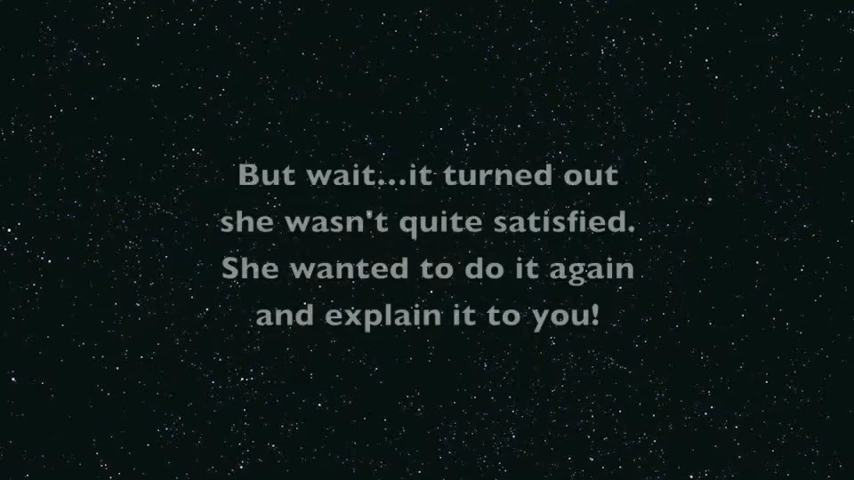 But wait...it turned out
she wasn't quite satisfied.
She wanted to do it again
and explain it to you!